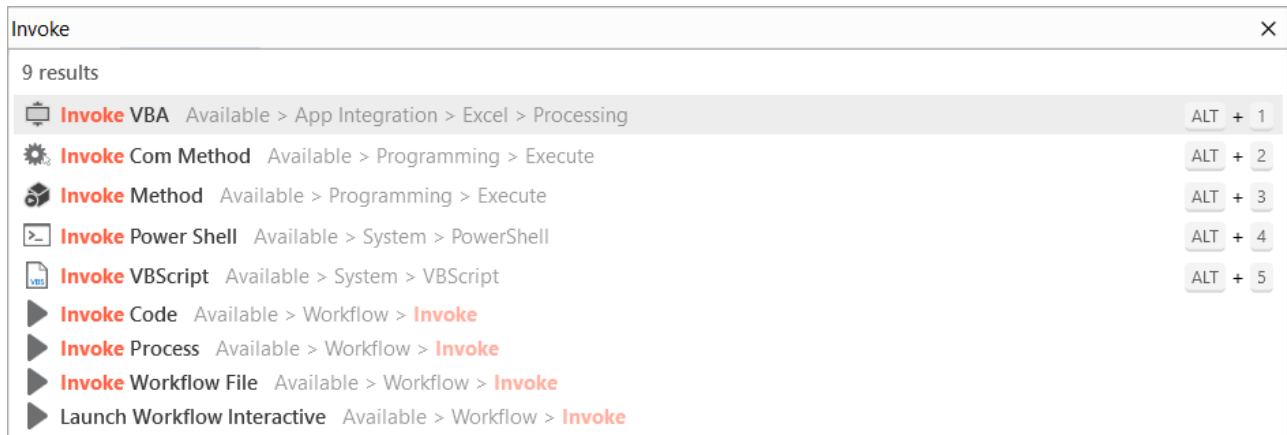 Invoke
9 results
Invoke VBA Available > App Integration > Excel > Processing ALT + 1
Invoke Com Method Available > Programming > Execute ALT + 2
Invoke Method Available > Programming > Execute ALT + 3
Invoke Power Shell Available > System > PowerShell ALT + 4
VBS Invoke VBScript Available > System > VBScript ALT + 5
Invoke Code Available > Workflow > Invoke
Invoke Process Available > Workflow > Invoke
Invoke Workflow File Available > Workflow > Invoke
Launch Workflow Interactive Available > Workflow > Invoke